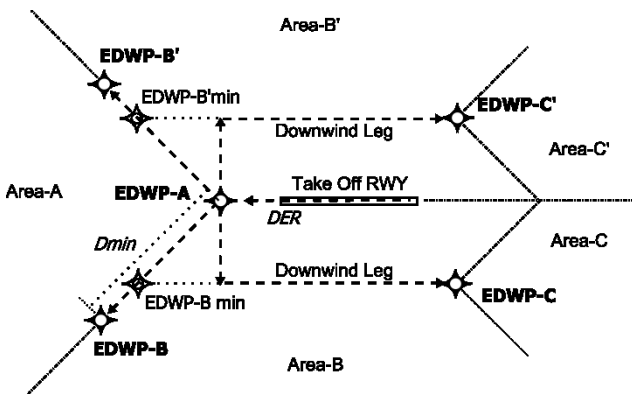 Area-B'
EDWP-B'
EDWP-B'min
EDWP-C'
Downwind Leg
Area-C'
Area-A
EDWP-A
Take Off RWY
DER
Dmin
Area-C
Downwind Leg
EDWP-B min
EDWP-C
EDWP-B
Area-B